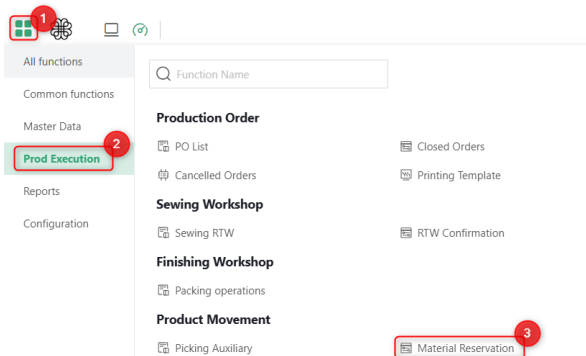 1
All functions
Function Name
Common functions
Master Data
Production Order
2
Prod Execution
PO List
Closed Orders
Cancelled Orders
Printing Template
Reports
Sewing Workshop
Configuration
Sewing RTW
RTW Confirmation
Finishing Workshop
Packing operations
Product Movement
3
Picking Auxiliary
Material Reservation